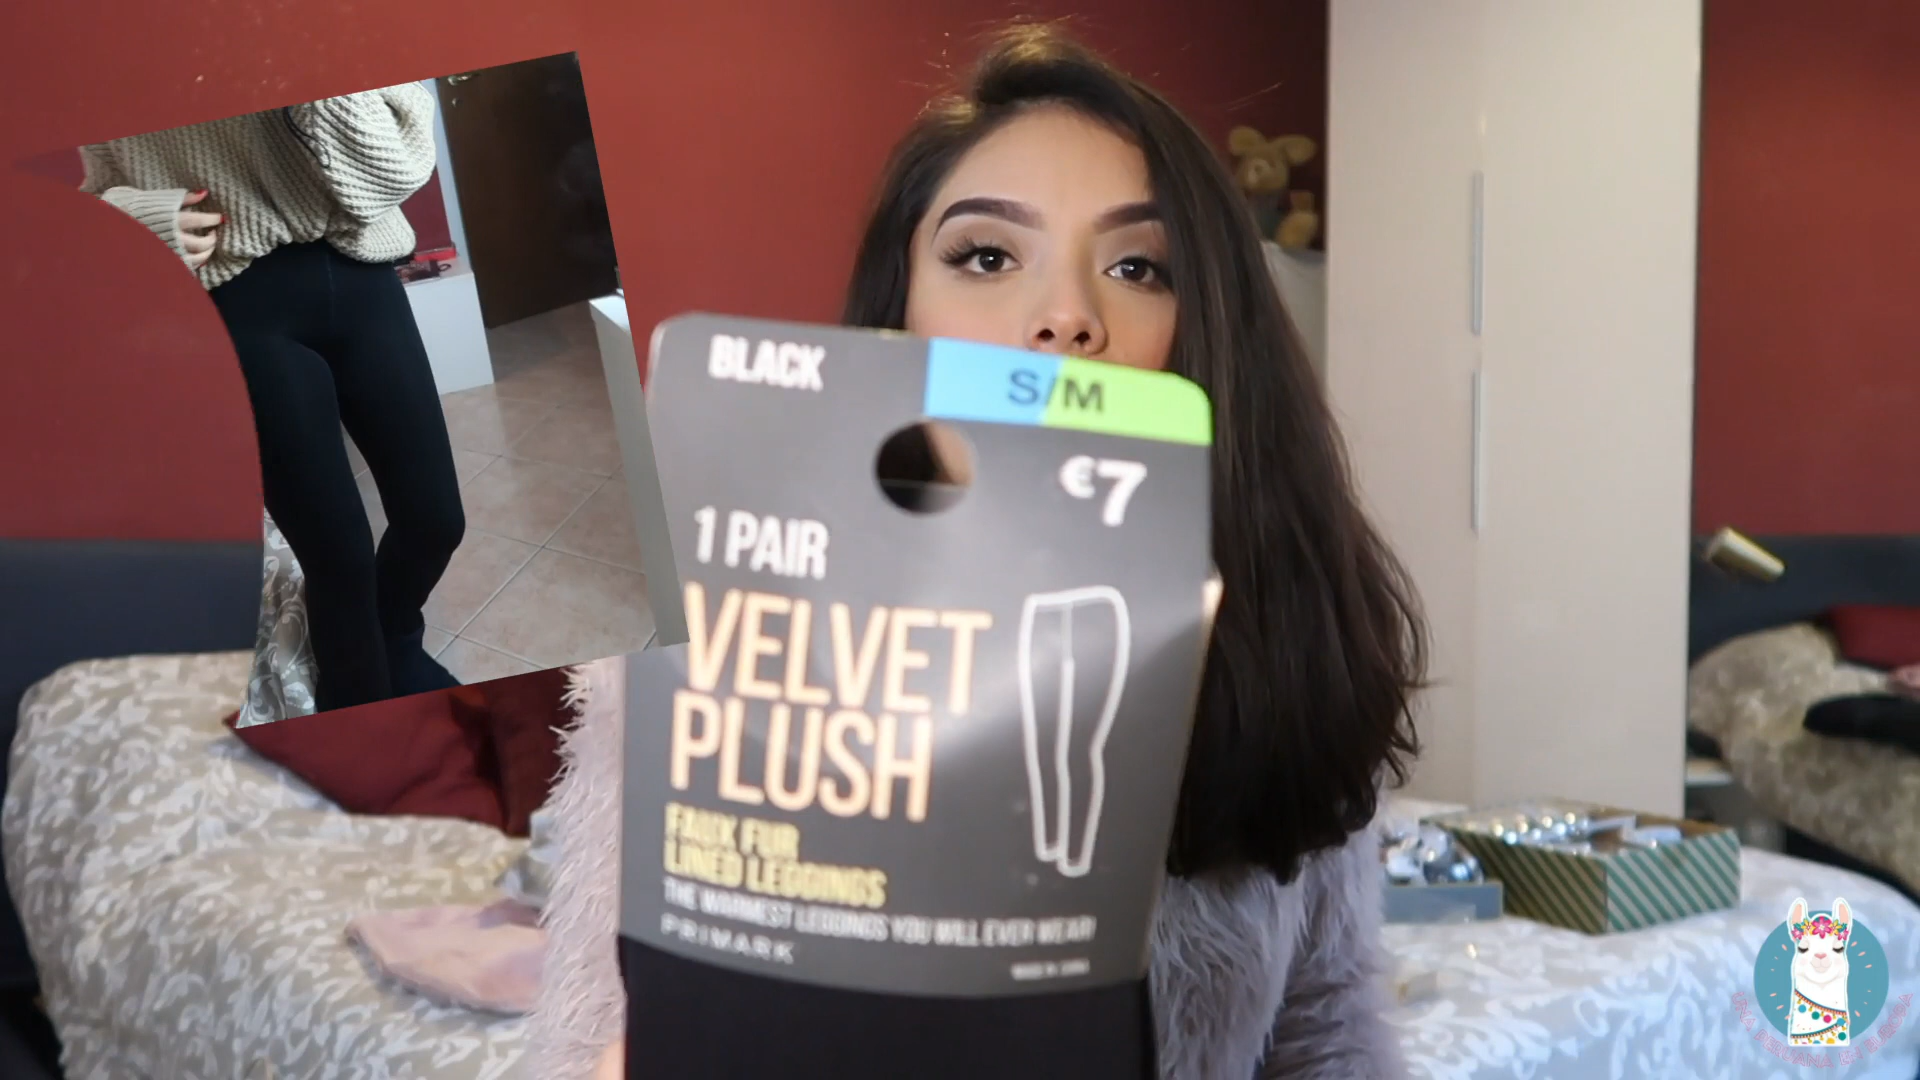 BLACK
S/M
€7
1 PAIR
VELVET
PLUSH
FAUX FUR
LINED LEGGINGS
THE WARMEST LEGGINGS YOU WILL EVER WEAR!
PRIMARK